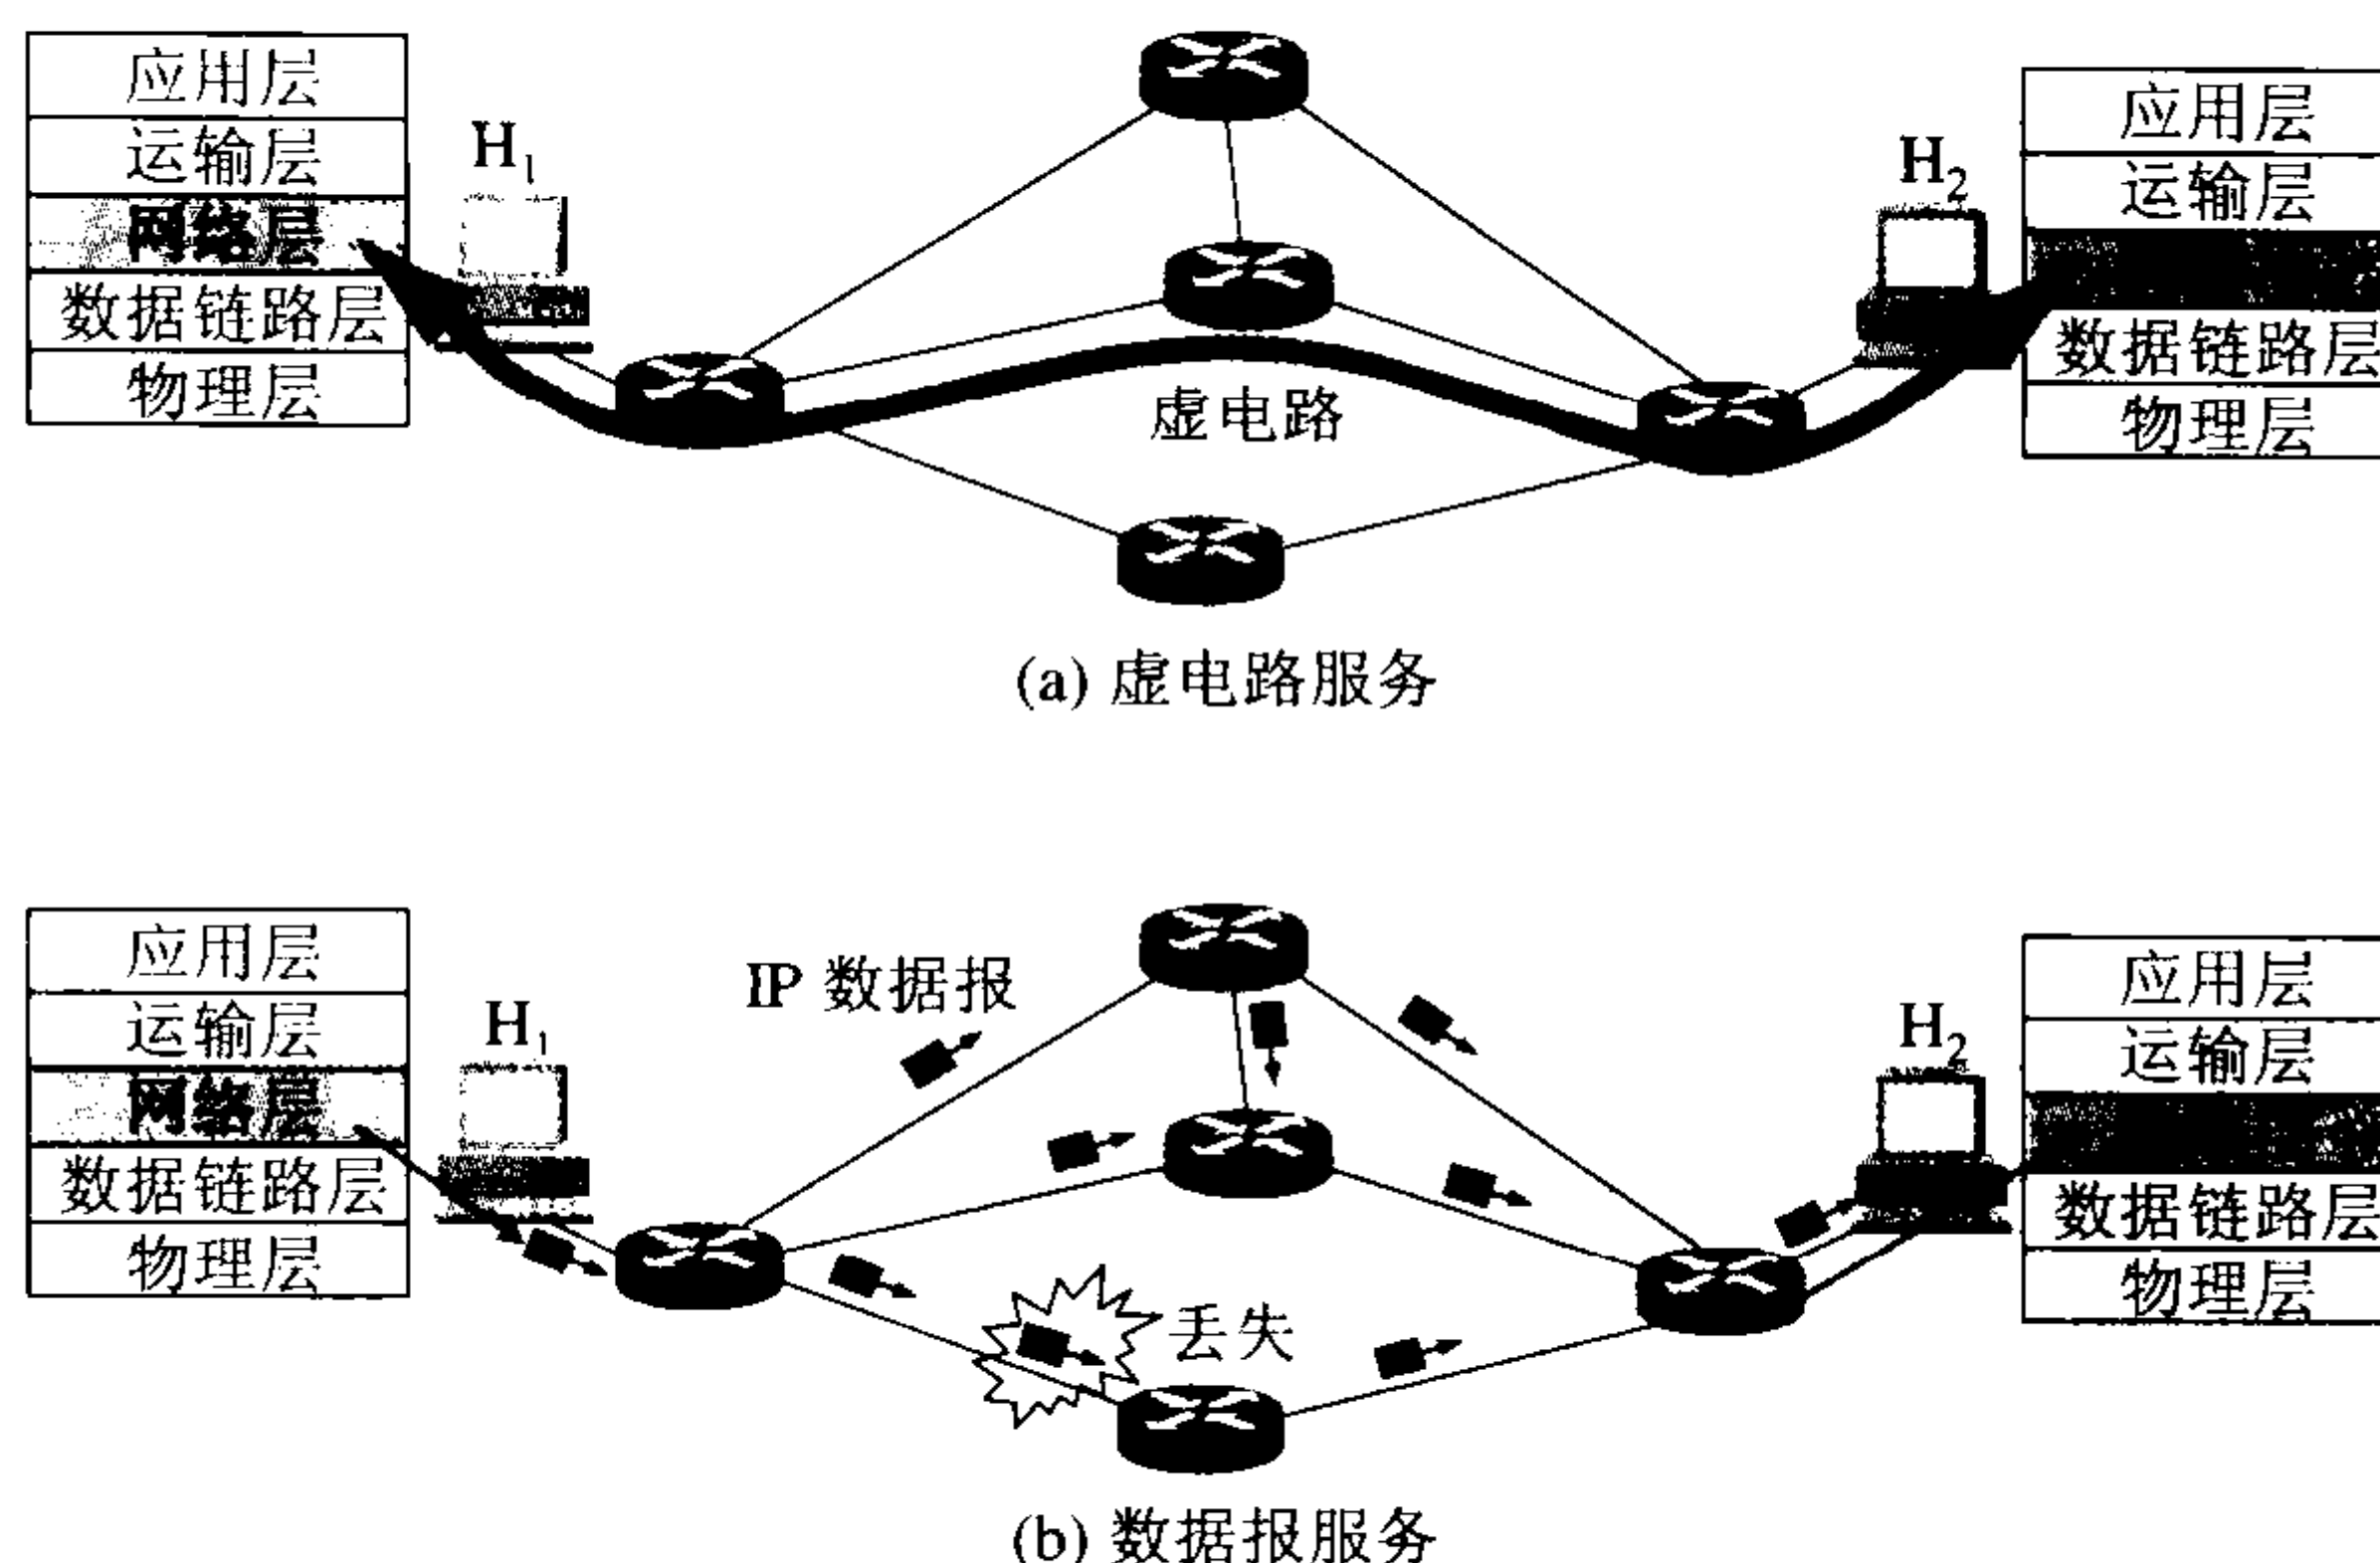 应用层
运输层
网络层
数据链路层
物理层
H₁
虚电路
H₂
应用层
运输层
数据链路层
物理层
(a) 虚电路服务
应用层
运输层
网络层
数据链路层
物理层
H₁
IP 数据报
丢失
H₂
应用层
运输层
数据链路层
物理层
(b) 数据报服务